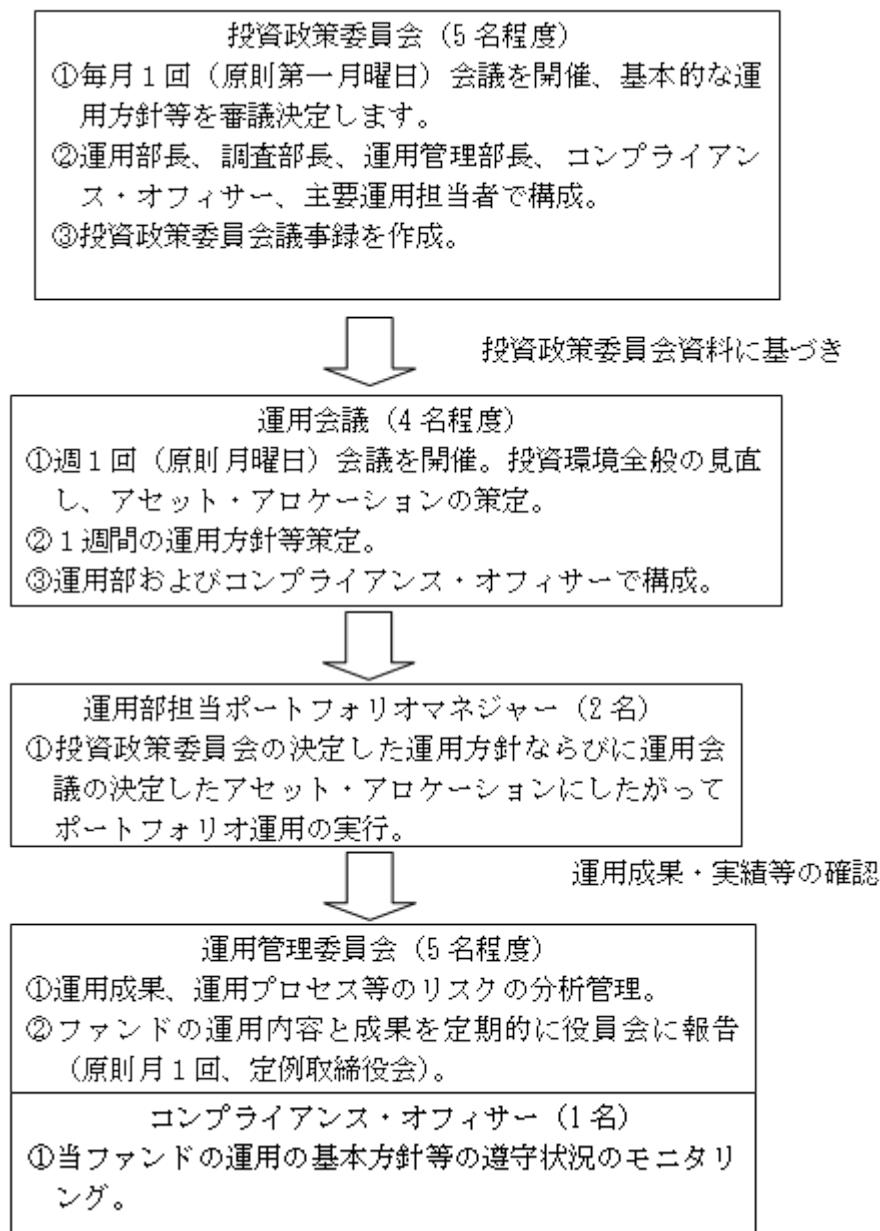 投資政策委員会（5名程度）
①毎月1回（原則第一月曜日）会議を開催、基本的な運
用方針等を審議決定します。
②運用部長、調査部長、運用管理部長、コンプライアン
ス・オフィサー、主要運用担当者で構成。
③投資政策委員会議事録を作成。
投資政策委員会資料に基づき
運用会議（4名程度）
①週1回（原則月曜日）会議を開催。投資環境全般の見直
し、アセット・アロケーションの策定。
②1週間の運用方針等策定。
③運用部およびコンプライアンス・オフィサーで構成。
運用部担当ポートフォリオマネジャー（2名）
①投資政策委員会の決定した運用方針ならびに運用会
議の決定したアセット・アロケーションにしたがって
ポートフォリオ運用の実行。
運用成果・実績等の確認
運用管理委員会（5名程度）
①運用成果、運用プロセス等のリスクの分析管理。
②ファンドの運用内容と成果を定期的に役員会に報告
（原則月1回、定例取締役会）。
コンプライアンス・オフィサー（1名）
①当ファンドの運用の基本方針等の遵守状況のモニタリ
ング。